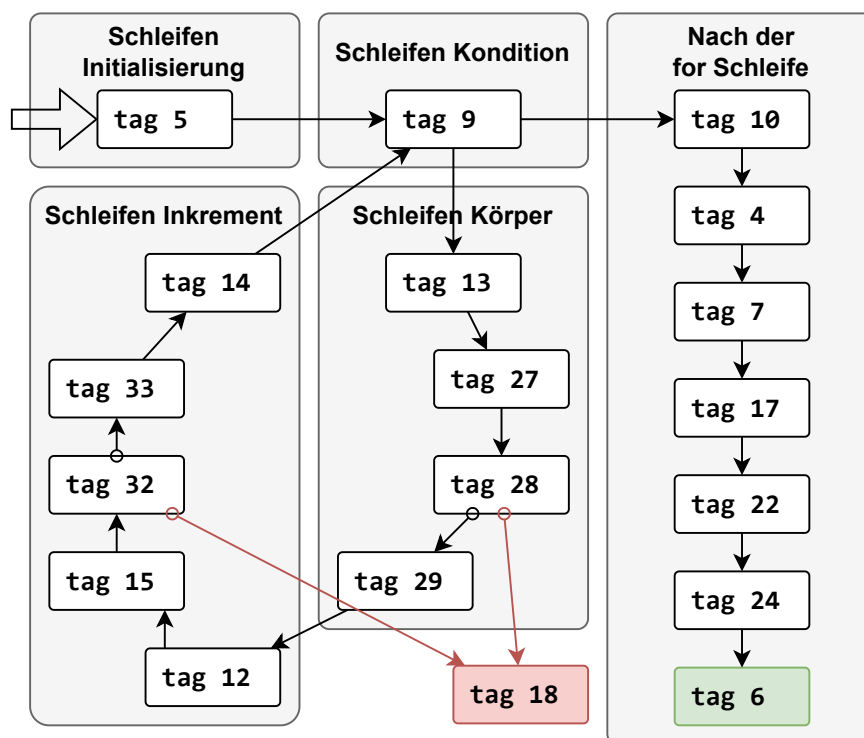 Schleifen
Initialisierung
tag 5
Schleifen Kondition
tag 9
Nach der
for Schleife
tag 10
tag 4
tag 7
tag 17
tag 22
tag 24
tag 6
Schleifen Inkrement
tag 14
tag 33
tag 32
tag 15
tag 12
Schleifen Körper
tag 13
tag 27
tag 28
tag 29
tag 18